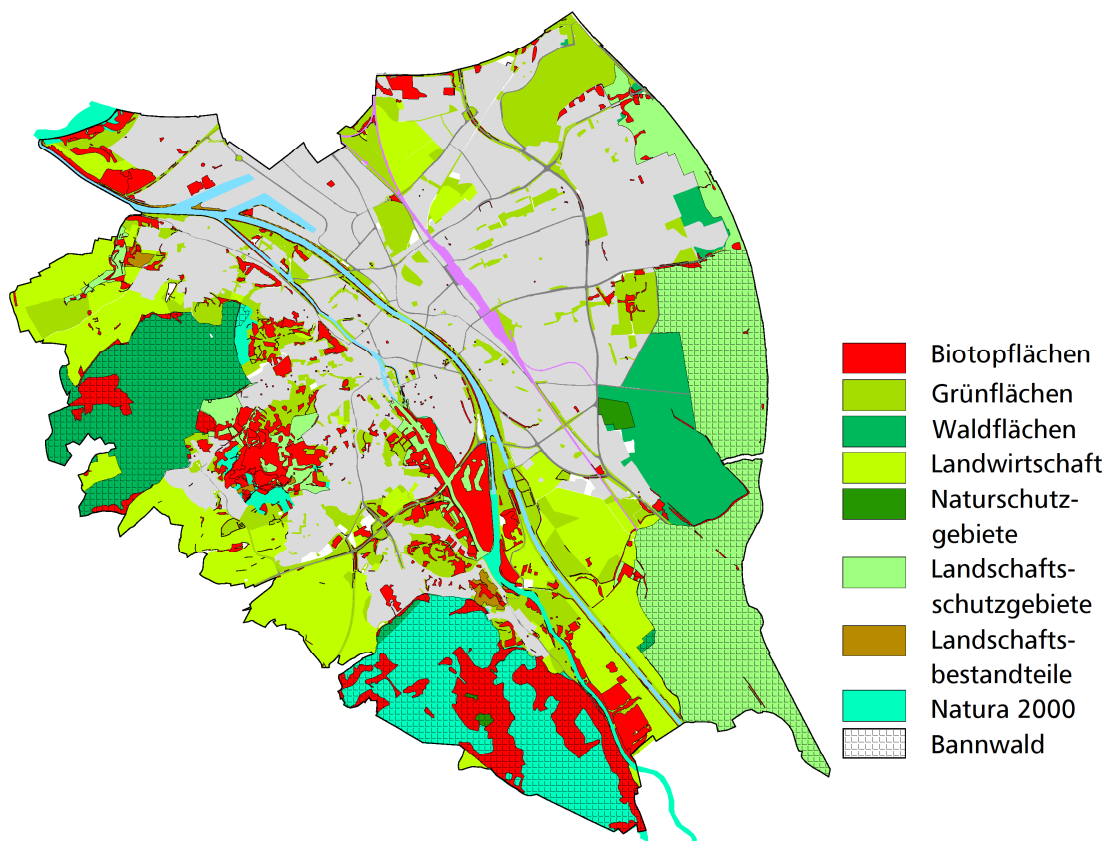 Biotopflächen
Grünflächen
Waldflächen
Landwirtschaft
Naturschutz-
gebiete
Landschafts-
schutzgebiete
Landschafts-
bestandteile
Natura 2000
Bannwald